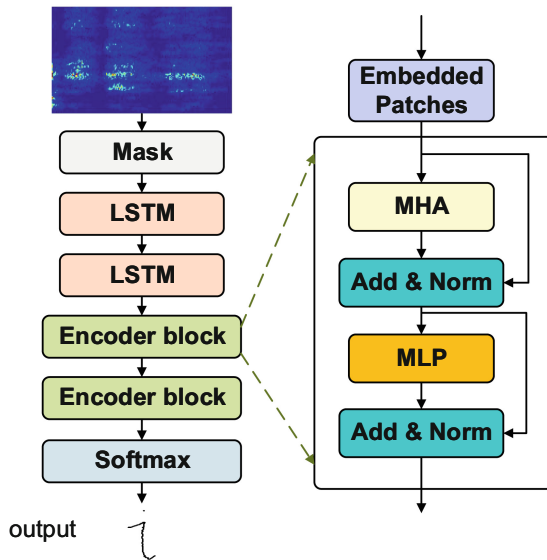 Mask
LSTM
LSTM
Encoder block
Encoder block
Softmax
output
Embedded
Patches
MHA
Add & Norm
MLP
Add & Norm